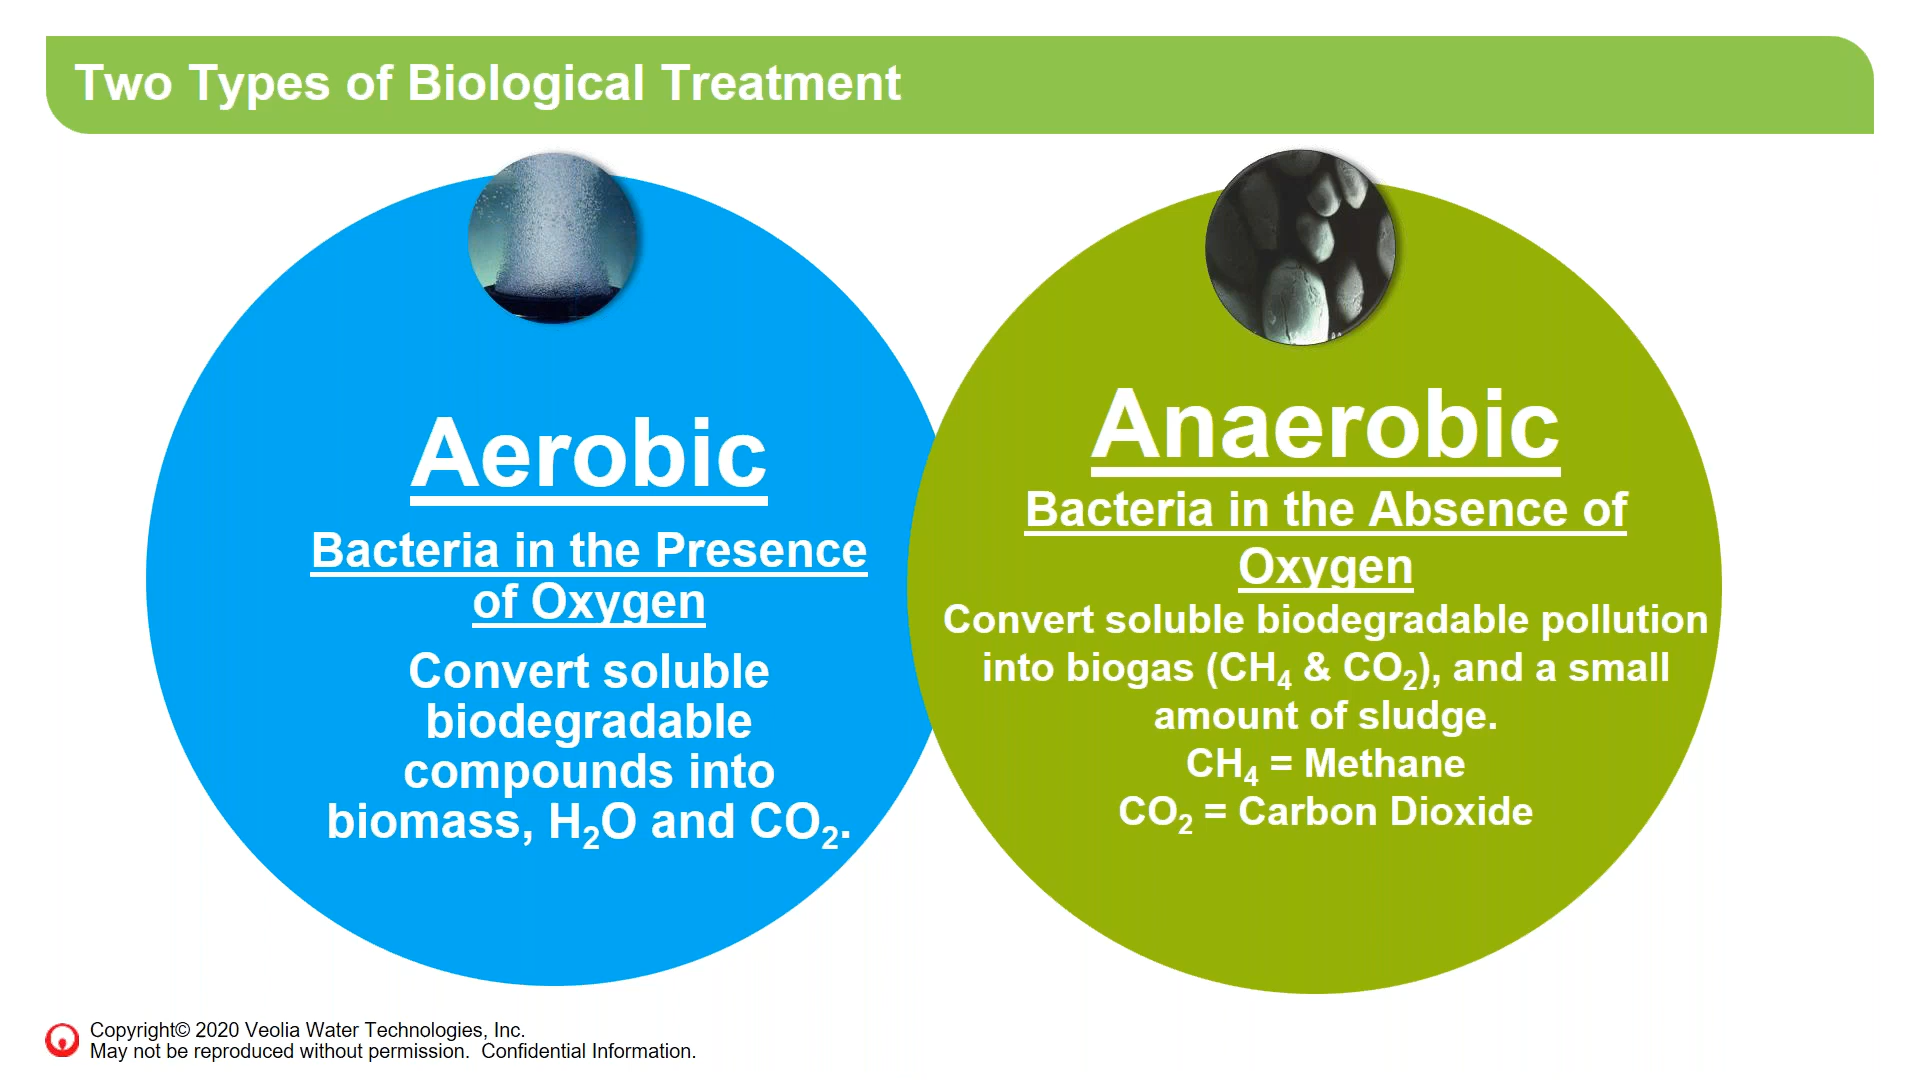 Two Types of Biological Treatment
Aerobic
Bacteria in the Presence
of Oxygen
Convert soluble
biodegradable
compounds into
biomass, H₂O and CO₂.
Anaerobic
Bacteria in the Absence of
Oxygen
Convert soluble biodegradable pollution
into biogas (CH₄ & CO₂), and a small
amount of sludge.
CH₄ = Methane
CO₂ = Carbon Dioxide
Copyright© 2020 Veolia Water Technologies, Inc.
May not be reproduced without permission.  Confidential Information.